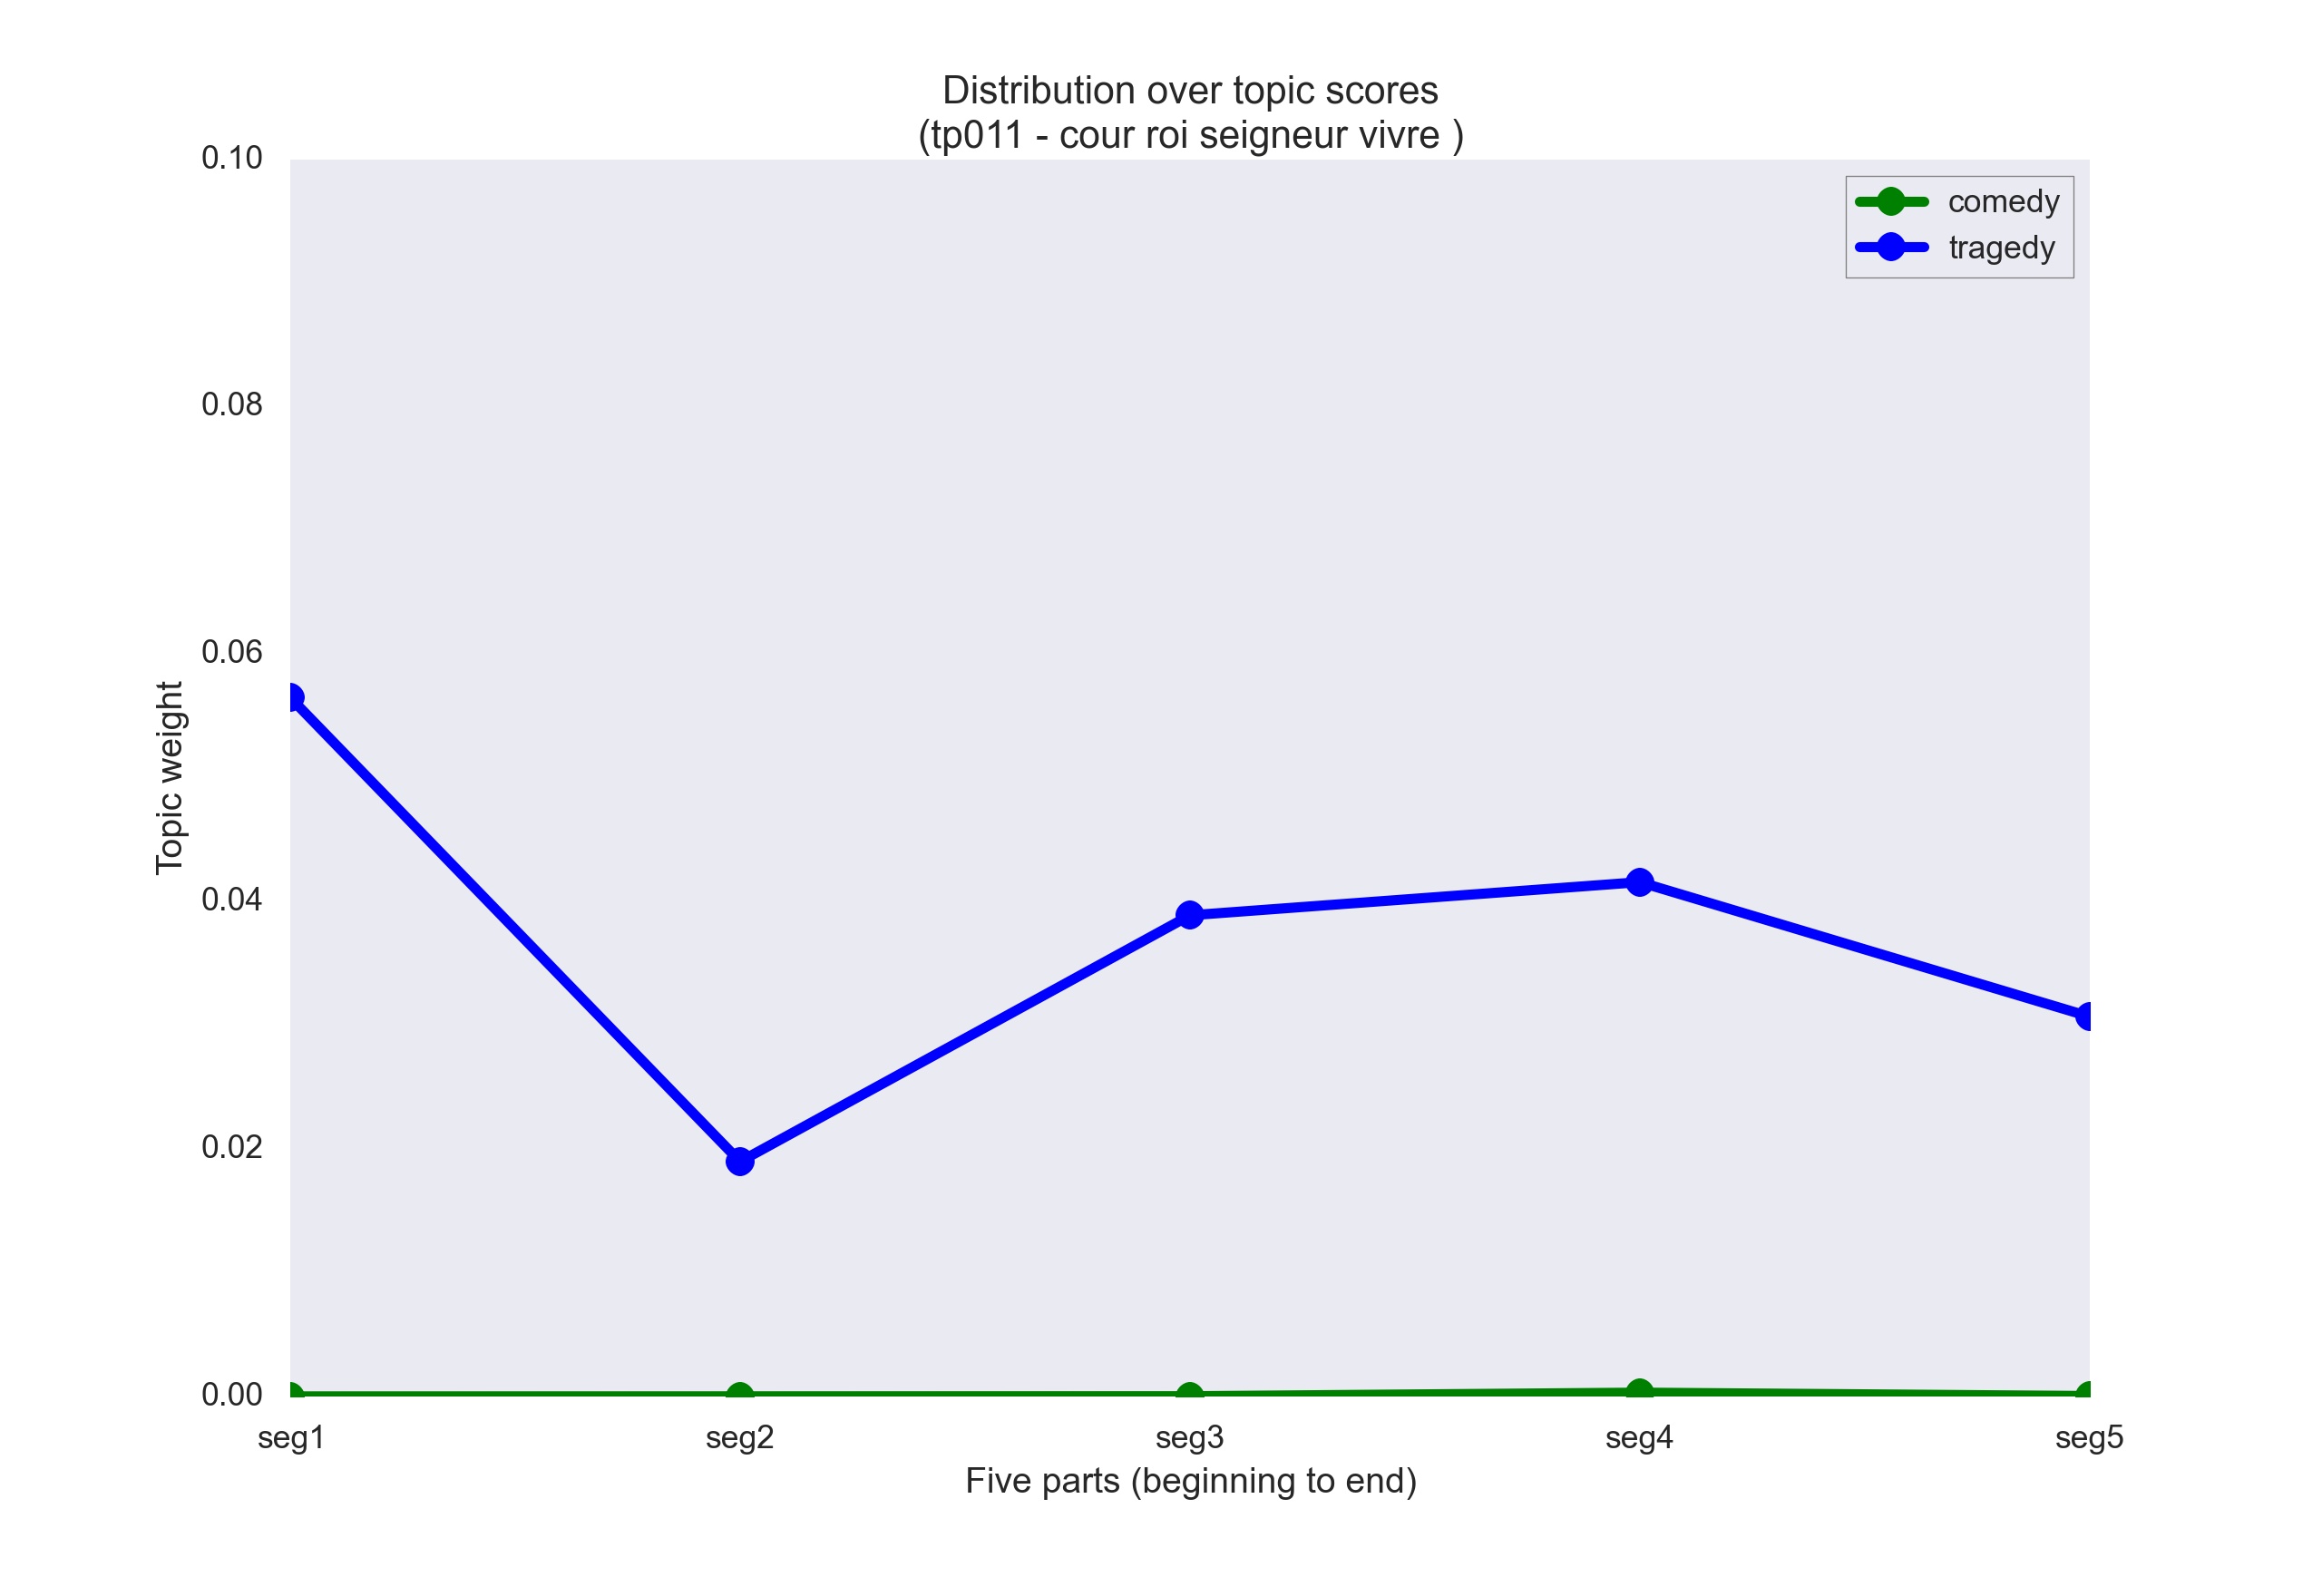 Distribution over topic scores
(tp011 - cour roi seigneur vivre )
0.10
0.08
0.06
0.04
0.02
0.00
Topic weight
comedy
tragedy
seg1
seg2
seg3
seg4
seg5
Five parts (beginning to end)